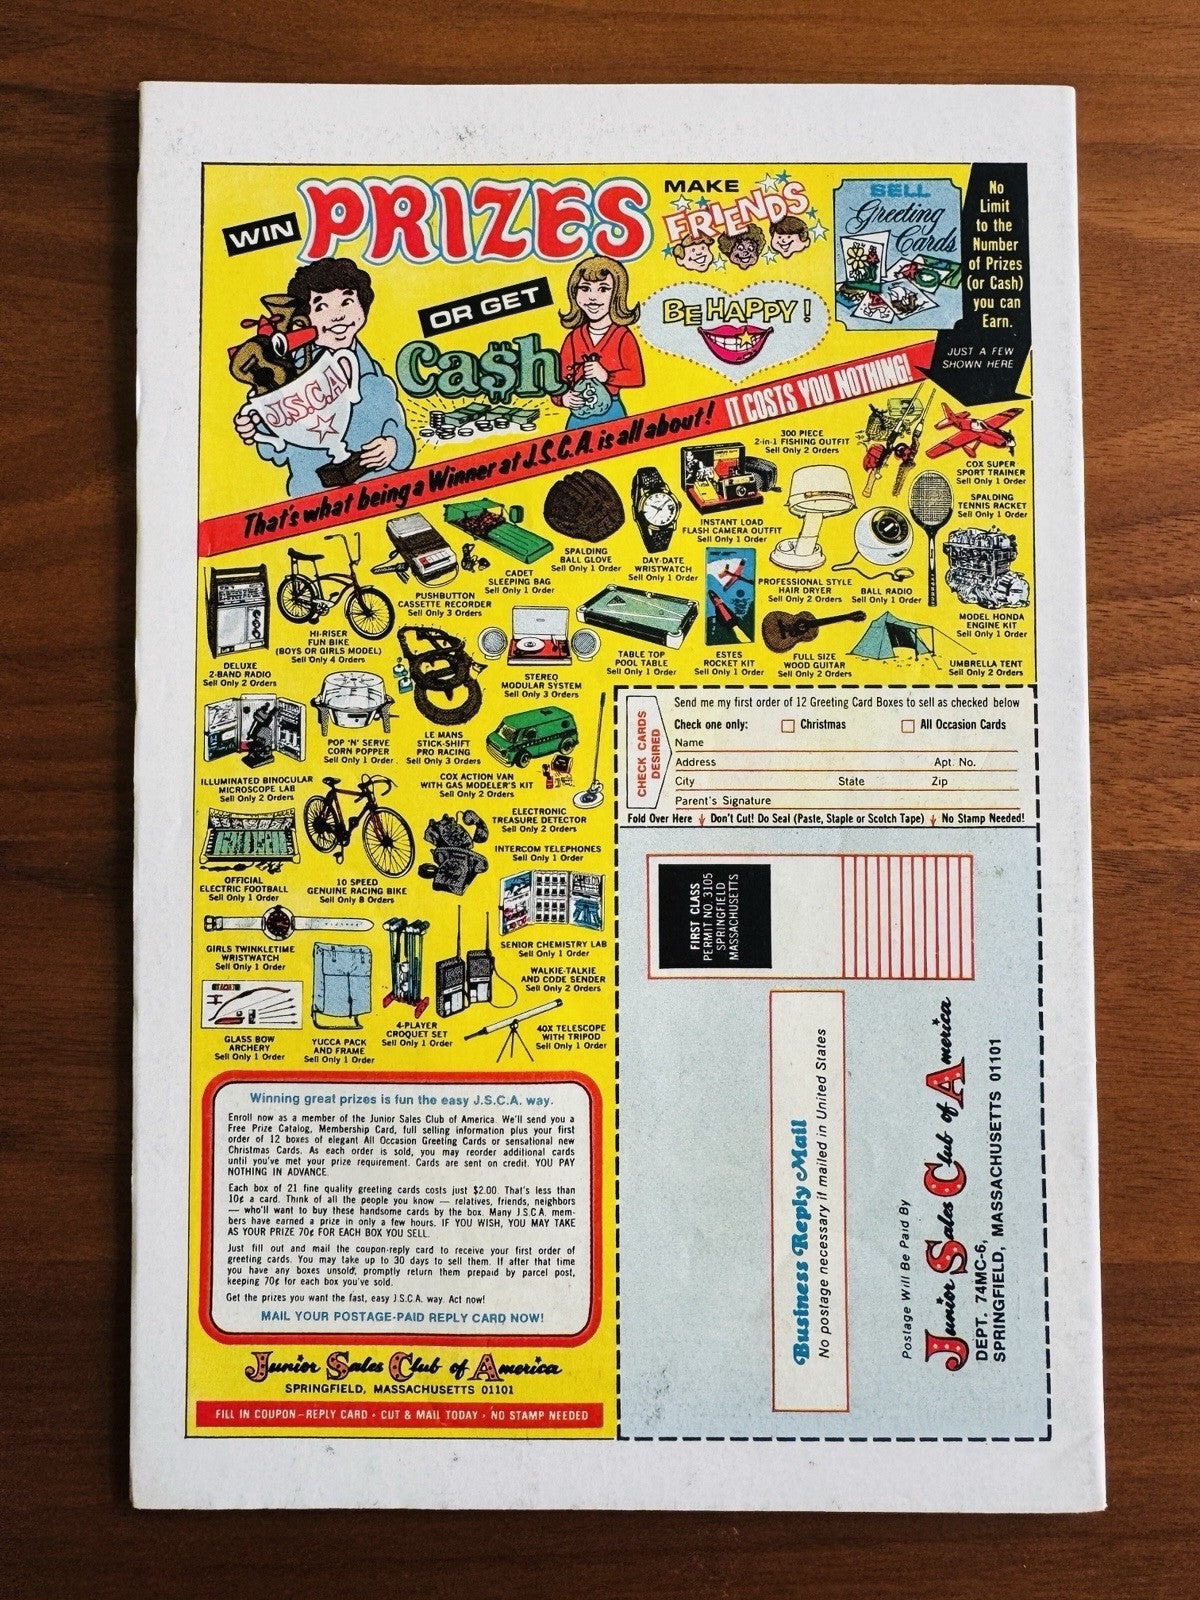 WIN PRIZES
OR GET
Ca$h
MAKE
FRIENDS
BE HAPPY!
SELL
Greeting
Cards
No
Limit
to the
Number
of Prizes
(or Cash)
you can
Earn.
JUST A FEW
SHOWN HERE
J.S.C.A.
$
That's what being a Winner at J.S.C.A. is all about! IT COSTS YOU NOTHING!
300 PIECE
2-in-1 FISHING OUTFIT
Sell Only 2 Orders
COX SUPER
SPORT TRAINER
Sell Only 1 Order
SPALDING
TENNIS RACKET
Sell Only 1 Order
INSTANT LOAD
FLASH CAMERA OUTFIT
Sell Only 1 Order
SPALDING
BALL GLOVE
Sell Only 1 Order
DAY-DATE
WRISTWATCH
Sell Only 1 Order
CADET
SLEEPING BAG
Sell Only 1 Order
PUSHBUTTON
CASSETTE RECORDER
Sell Only 3 Orders
PROFESSIONAL STYLE
HAIR DRYER
Sell Only 2 Orders
BALL RADIO
Sell Only 1 Order
MODEL HONDA
ENGINE KIT
Sell Only 1 Order
HI-RISER
FUN BIKE
(BOYS OR GIRLS MODEL)
Sell Only 4 Orders
DELUXE
2-BAND RADIO
Sell Only 2 Orders
STEREO
MODULAR SYSTEM
Sell Only 3 Orders
TABLE TOP
POOL TABLE
Sell Only 1 Order
ESTES
ROCKET KIT
Sell Only 1 Order
FULL SIZE
WOOD GUITAR
Sell Only 2 Orders
UMBRELLA TENT
Sell Only 2 Orders
POP 'N' SERVE
CORN POPPER
Sell Only 1 Order
LE MANS
STICK-SHIFT
PRO RACING
Sell Only 3 Orders
ILLUMINATED BINOCULAR
MICROSCOPE LAB
Sell Only 2 Orders
COX ACTION VAN
WITH GAS MODELER'S KIT
Sell Only 2 Orders
ELECTRONIC
TREASURE DETECTOR
Sell Only 2 Orders
INTERCOM TELEPHONES
Sell Only 1 Order
OFFICIAL
ELECTRIC FOOTBALL
Sell Only 1 Order
10 SPEED
GENUINE RACING BIKE
Sell Only 8 Orders
SENIOR CHEMISTRY LAB
Sell Only 1 Order
GIRLS TWINKLETIME
WRISTWATCH
Sell Only 1 Order
WALKIE-TALKIE
AND CODE SENDER
Sell Only 2 Orders
GLASS BOW
ARCHERY
Sell Only 1 Order
YUCCA PACK
AND FRAME
Sell Only 1 Order
4-PLAYER
CROQUET SET
Sell Only 1 Order
40X TELESCOPE
WITH TRIPOD
Sell Only 1 Order
Winning great prizes is fun the easy J.S.C.A. way.
Enroll now as a member of the Junior Sales Club of America. We'll send you a
Free Prize Catalog, Membership Card, full selling information plus your first
order of 12 boxes of elegant All Occasion Greeting Cards or sensational new
Christmas Cards. As each order is sold, you may reorder additional cards
until you've met your prize requirement. Cards are sent on credit. YOU PAY
NOTHING IN ADVANCE.
Each box of 21 fine quality greeting cards costs just $2.00. That's less than
10¢ a card. Think of all the people you know — relatives, friends, neighbors
— who'll want to buy these handsome cards by the box. Many J.S.C.A. mem-
bers have earned a prize in only a few hours. IF YOU WISH, YOU MAY TAKE
AS YOUR PRIZE 70¢ FOR EACH BOX YOU SELL.
Just fill out and mail the coupon-reply card to receive your first order of
greeting cards. You may take up to 30 days to sell them. If after that time
you have any boxes unsold, promptly return them prepaid by parcel post,
keeping 70¢ for each box you've sold.
Get the prizes you want the fast, easy J.S.C.A. way. Act now!
MAIL YOUR POSTAGE-PAID REPLY CARD NOW!
Junior Sales Club of America
SPRINGFIELD, MASSACHUSETTS 01101
FILL IN COUPON–REPLY CARD • CUT & MAIL TODAY • NO STAMP NEEDED
CHECK CARDS
DESIRED
Send me my first order of 12 Greeting Card Boxes to sell as checked below
Check one only: Christmas All Occasion Cards
Name
Address Apt. No.
City State Zip
Parent's Signature
Fold Over Here Don't Cut! Do Seal (Paste, Staple or Scotch Tape) No Stamp Needed!
FIRST CLASS
PERMIT NO. 3105
SPRINGFIELD
MASSACHUSETTS
Business Reply Mail
No postage necessary if mailed in United States
Postage Will Be Paid By
Junior Sales Club of America
DEPT. 74MC-6,
SPRINGFIELD, MASSACHUSETTS 01101